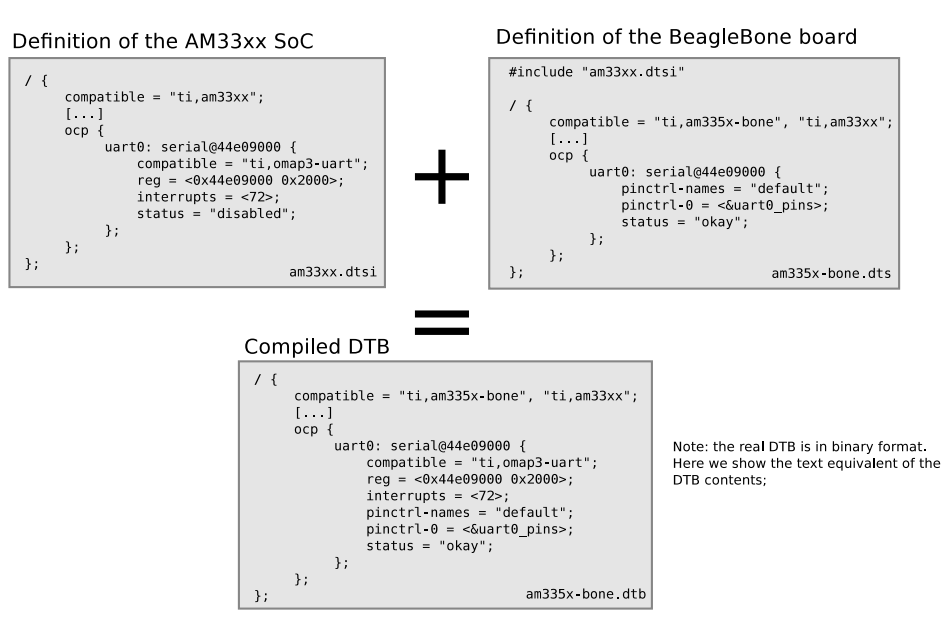 Definition of the AM33xx SoC
/ {
compatible = "ti,am33xx";
[...]
ocp {
uart0: serial@44e09000 {
compatible = "ti,omap3-uart";
reg = <0x44e09000 0x2000>;
interrupts = <72>;
status = "disabled";
};
};
};
am33xx.dtsi
+
Definition of the BeagleBone board
#include "am33xx.dtsi"
/ {
compatible = "ti,am335x-bone", "ti,am33xx";
[...]
ocp {
uart0: serial@44e09000 {
pinctrl-names = "default";
pinctrl-0 = <&uart0_pins>;
status = "okay";
};
};
};
am335x-bone.dts
=
Compiled DTB
/ {
compatible = "ti,am335x-bone", "ti,am33xx";
[...]
ocp {
uart0: serial@44e09000 {
compatible = "ti,omap3-uart";
reg = <0x44e09000 0x2000>;
interrupts = <72>;
pinctrl-names = "default";
pinctrl-0 = <&uart0_pins>;
status = "okay";
};
};
};
am335x-bone.dtb
Note: the real DTB is in binary format.
Here we show the text equivalent of the
DTB contents;